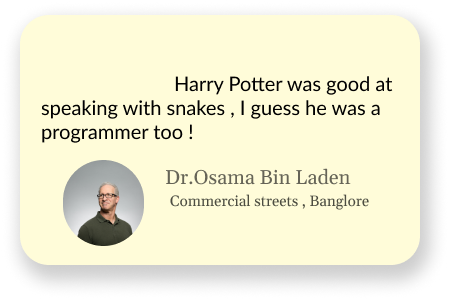 Harry Potter was good at
speaking with snakes , I guess he was a
programmer too !
Dr.Osama Bin Laden
Commercial streets , Banglore